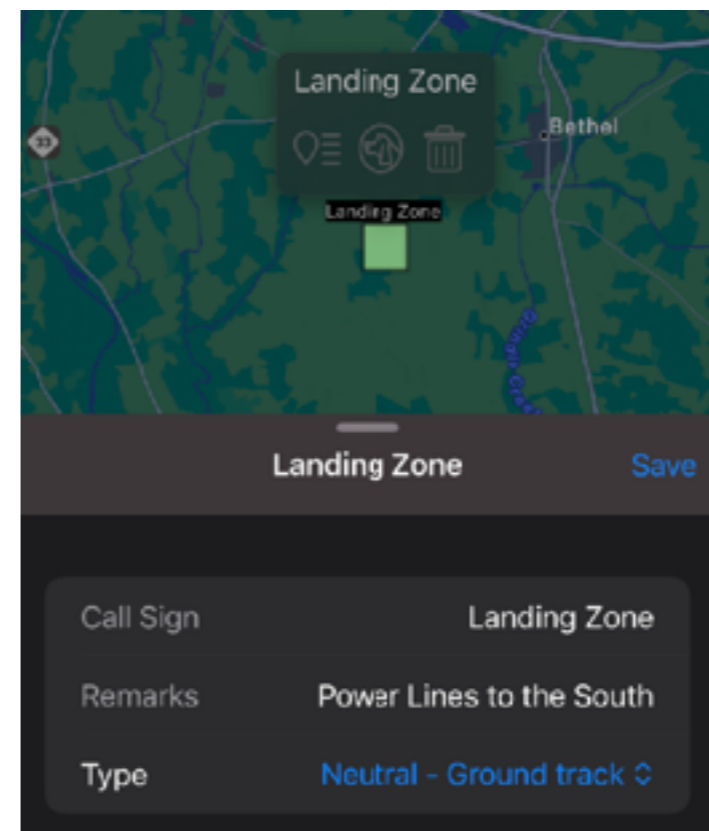 Landing Zone
33
Bethel
Landing Zone
Landing Zone
Save
Call Sign
Landing Zone
Remarks
Power Lines to the South
Type
Neutral - Ground track